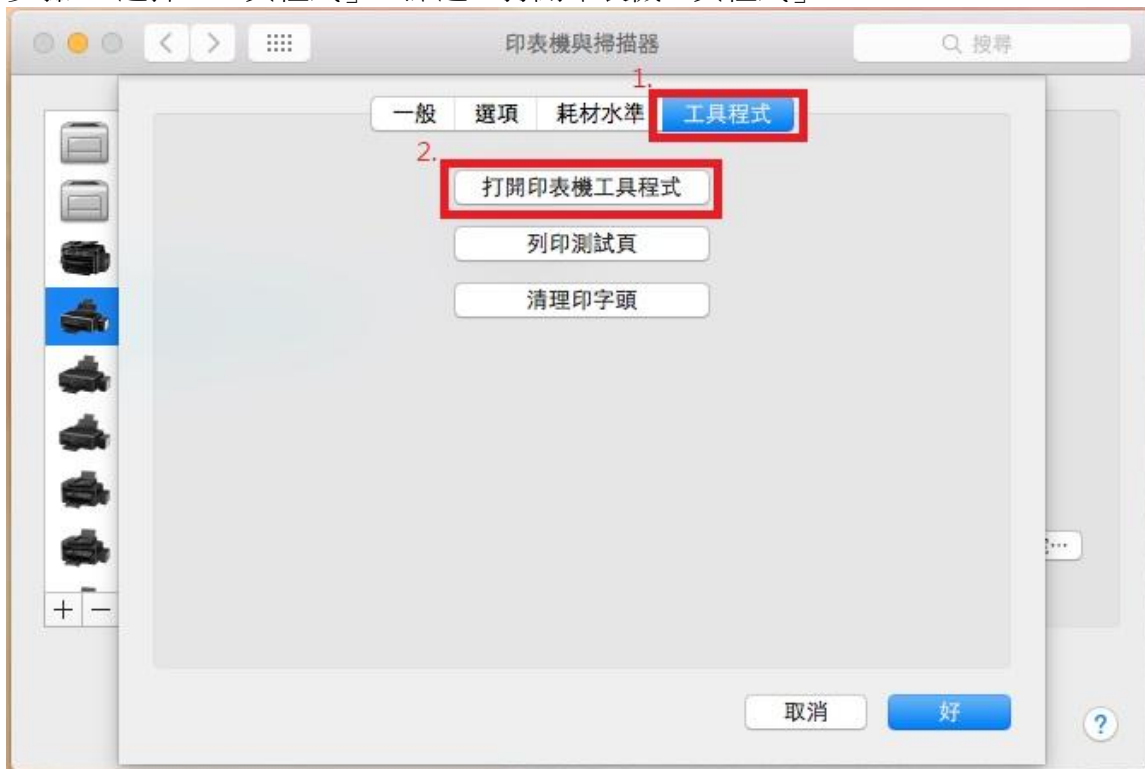 印表機與掃描器
搜尋
1.
一般 選項 耗材水準 工具程式
2.
打開印表機工具程式
列印測試頁
清理印字頭
+ −
取消 好 ?